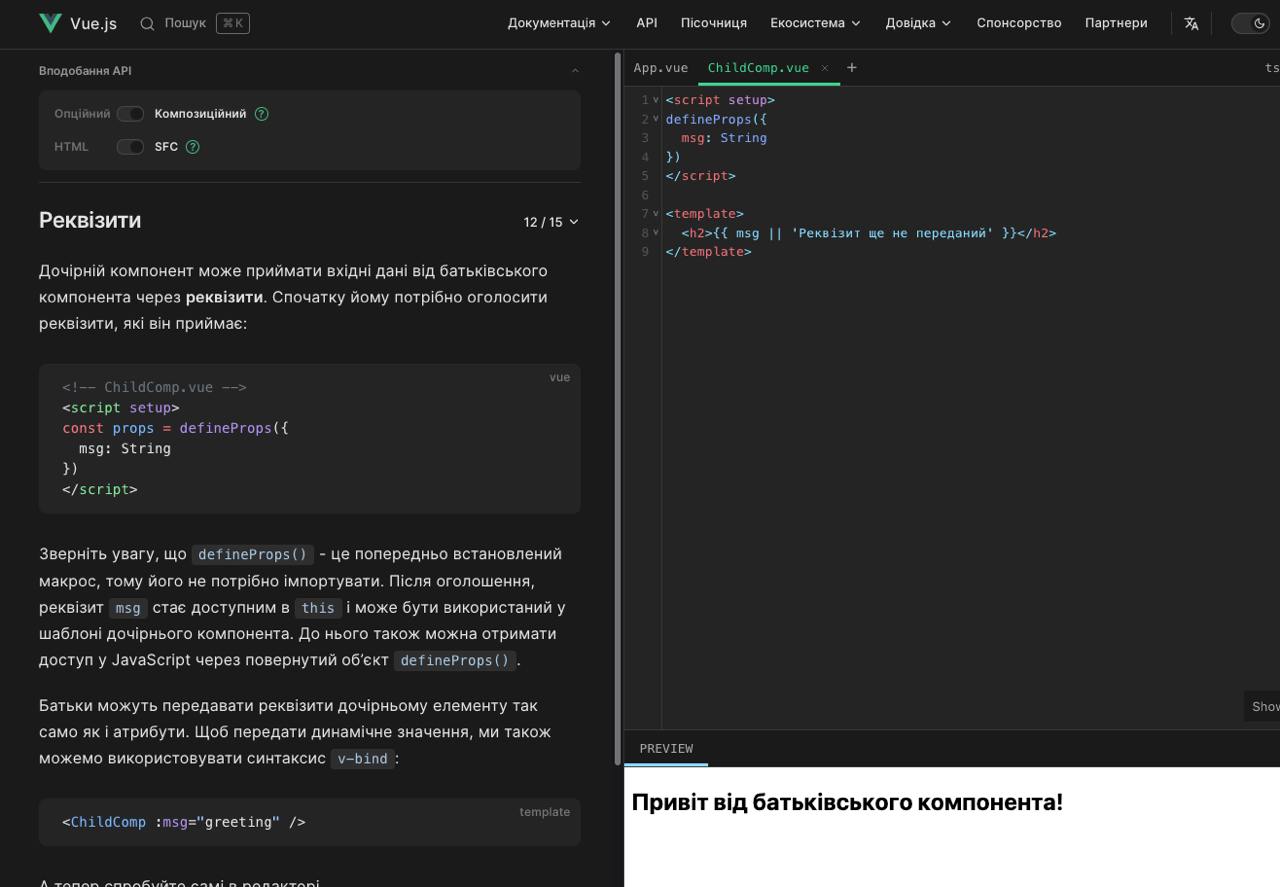 Vue.js
Пошук
⌘ K
Документація
API
Пісочниця
Екосистема
Довідка
Спонсорство
Партнери
Вподобання API
Опційний Композиційний ?
HTML SFC ?
Реквізити
12 / 15
Дочірній компонент може приймати вхідні дані від батьківського
компонента через реквізити. Спочатку йому потрібно оголосити
реквізити, які він приймає:
vue
<!-- ChildComp.vue -->
<script setup>
const props = defineProps({
  msg: String
})
</script>
Зверніть увагу, що defineProps() - це попередньо встановлений
макрос, тому його не потрібно імпортувати. Після оголошення,
реквізит msg стає доступним в this і може бути використаний у
шаблоні дочірнього компонента. До нього також можна отримати
доступ у JavaScript через повернутий об’єкт defineProps().
Батьки можуть передавати реквізити дочірньому елементу так
само як і атрибути. Щоб передати динамічне значення, ми також
можемо використовувати синтаксис v-bind:
template
<ChildComp :msg="greeting" />
А тепер спробуйте самі в редакторі
App.vue
ChildComp.vue × +
ts
1 <script setup>
2 defineProps({
3   msg: String
4 })
5 </script>
6
7 <template>
8   <h2>{{ msg || 'Реквізит ще не переданий' }}</h2>
9 </template>
Show
PREVIEW
Привіт від батьківського компонента!